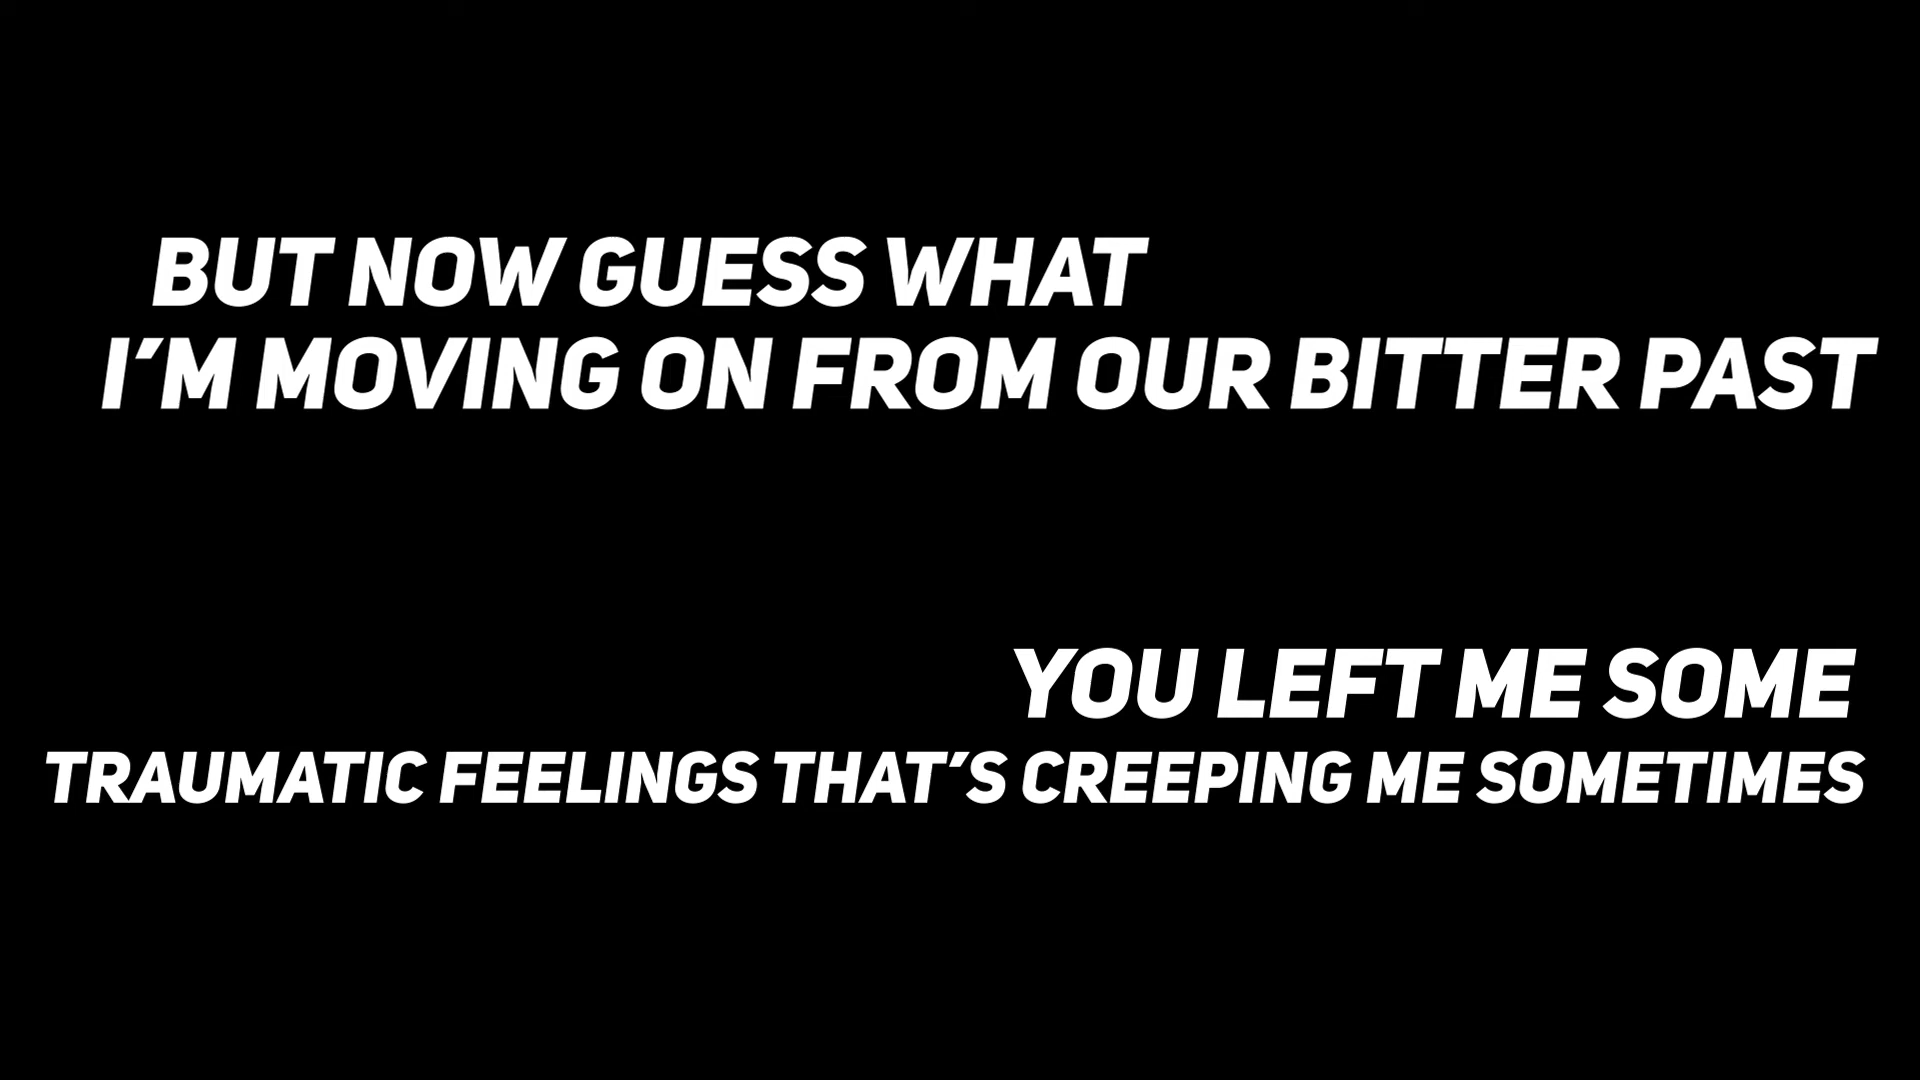 BUT NOW GUESS WHAT
I'M MOVING ON FROM OUR BITTER PAST
YOU LEFT ME SOME
TRAUMATIC FEELINGS THAT'S CREEPING ME SOMETIMES